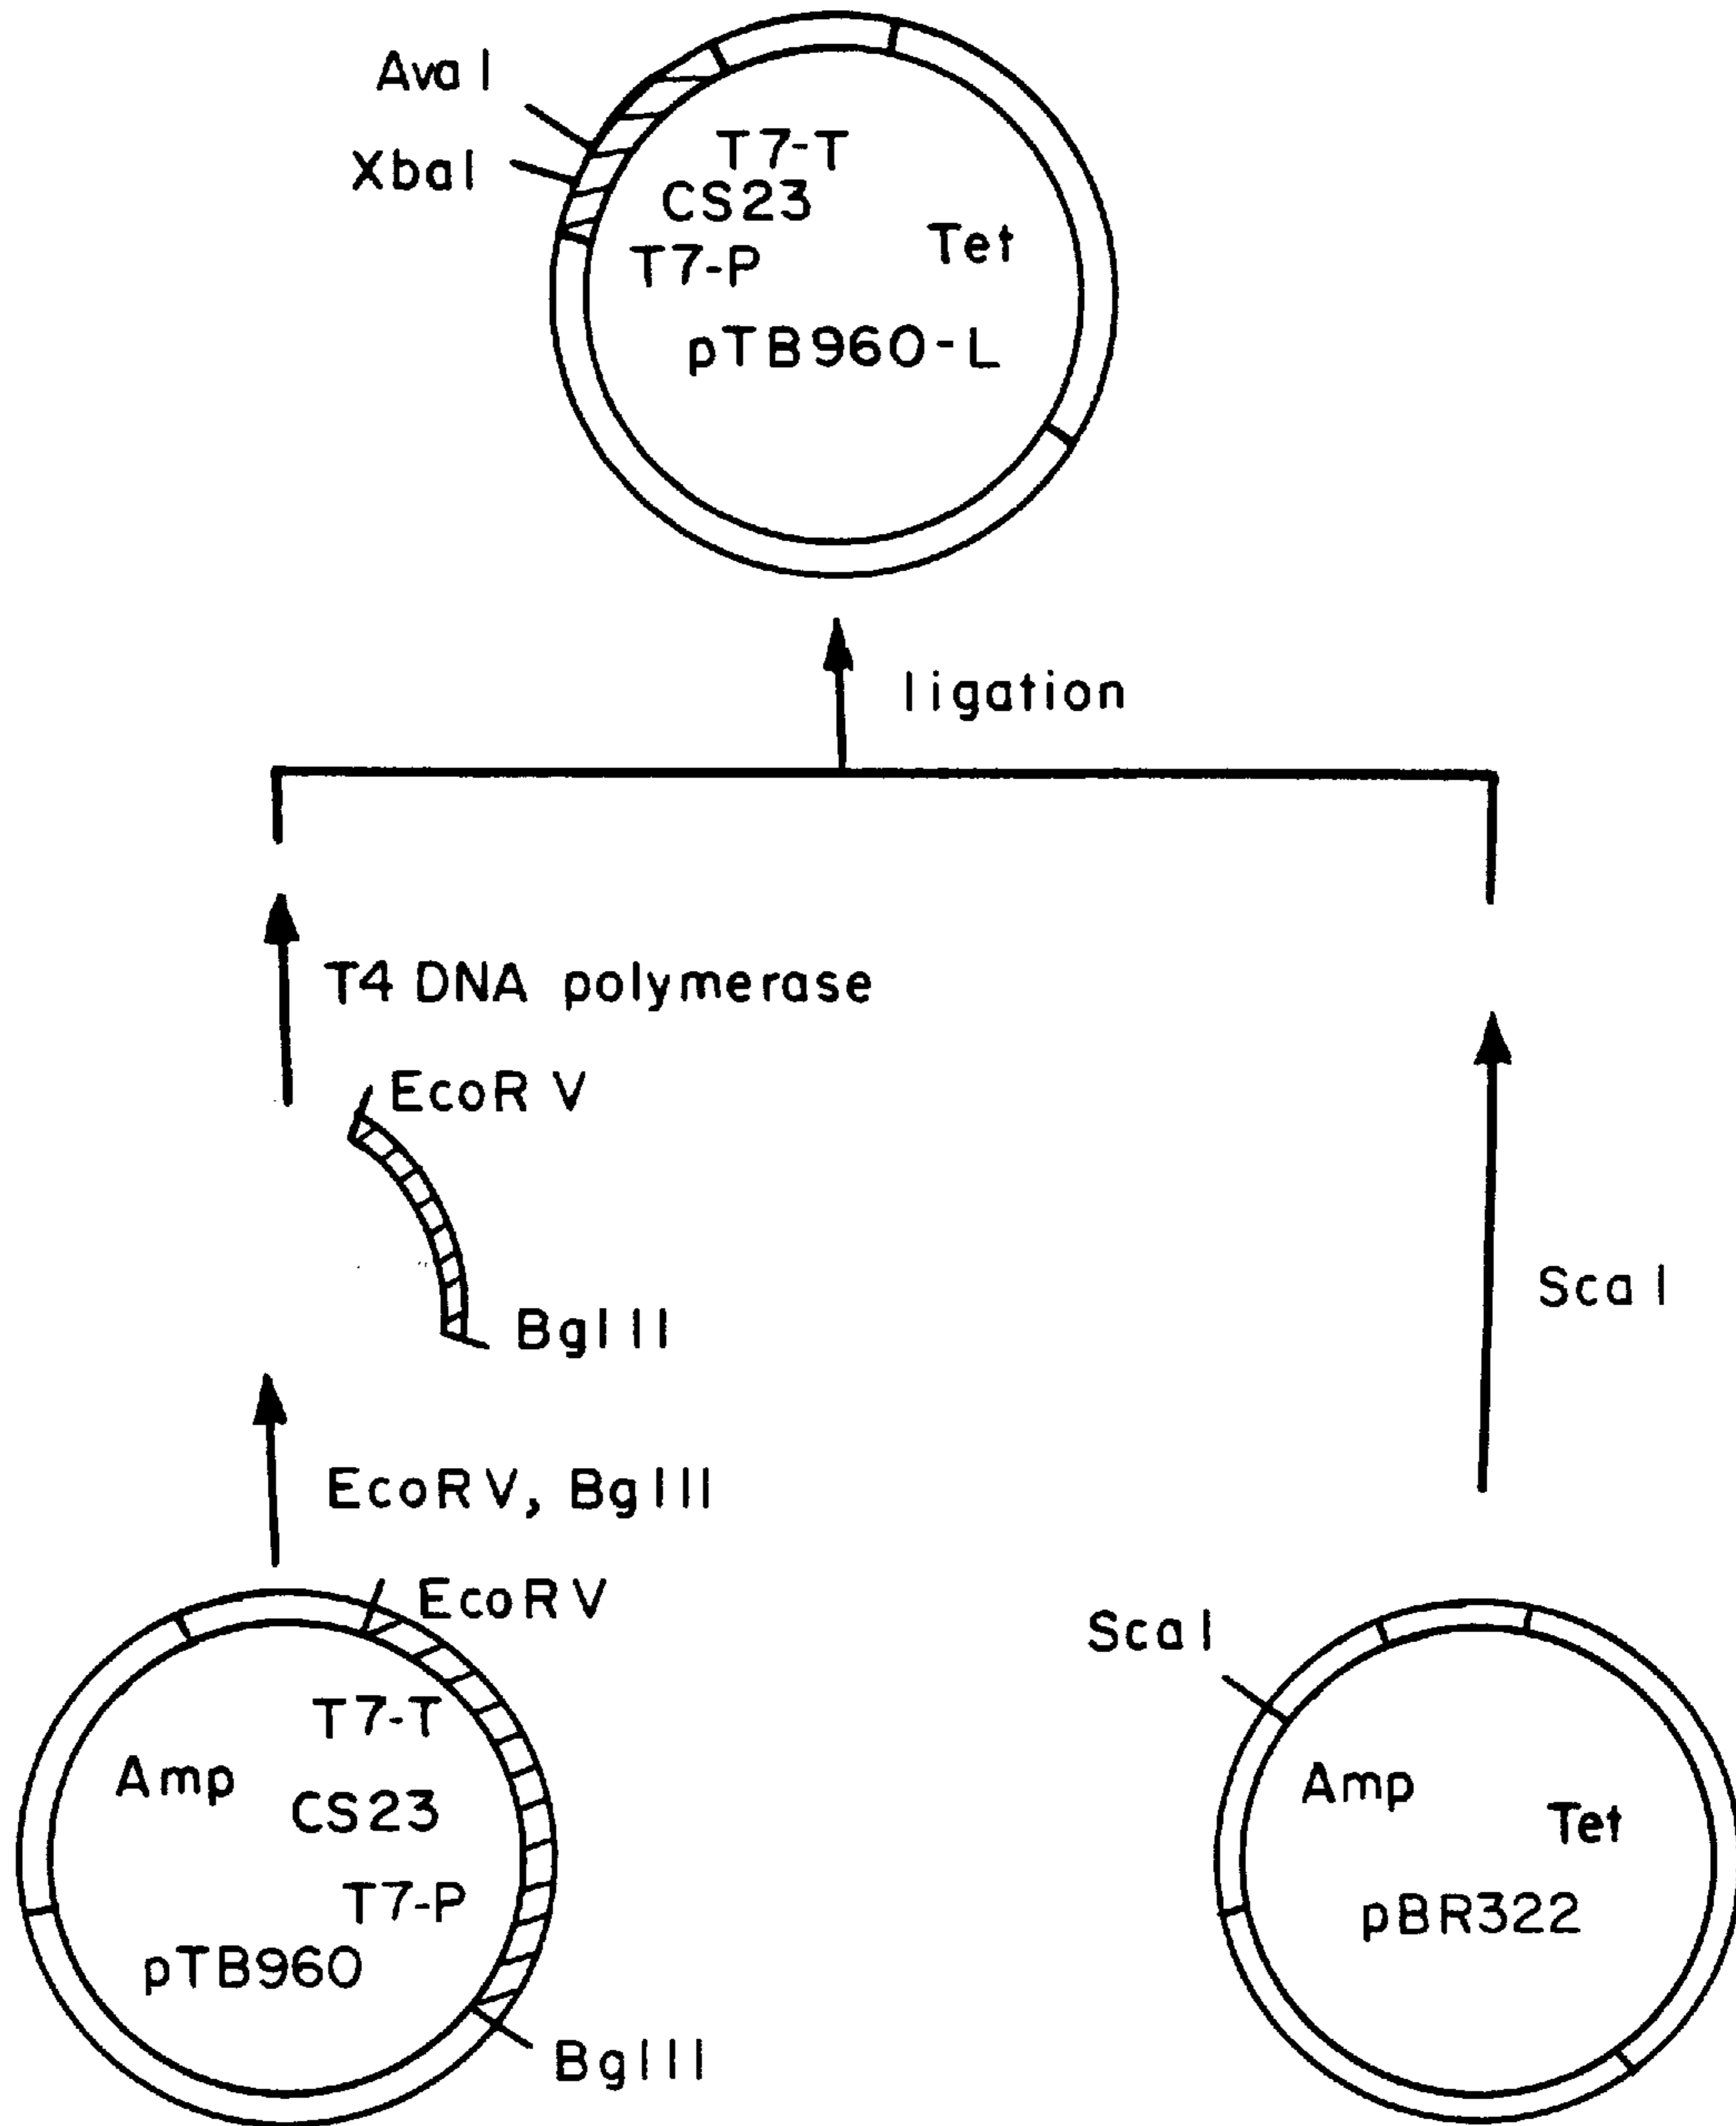 AvaI
XbaI
T7-T
CS23
T7-P
Tet
pTB960-L
ligation
T4 DNA polymerase
EcoRV
BglII
ScaI
EcoRV, BglII
EcoRV
ScaI
T7-T
Amp
CS23
T7-P
pTB960
BglII
Amp
Tet
pBR322